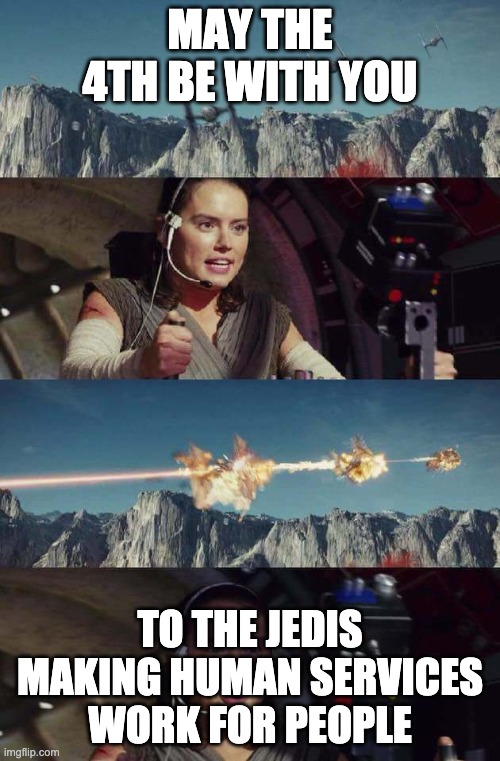 MAY THE
4TH BE WITH YOU
TO THE JEDIS
MAKING HUMAN SERVICES
WORK FOR PEOPLE
imgflip.com